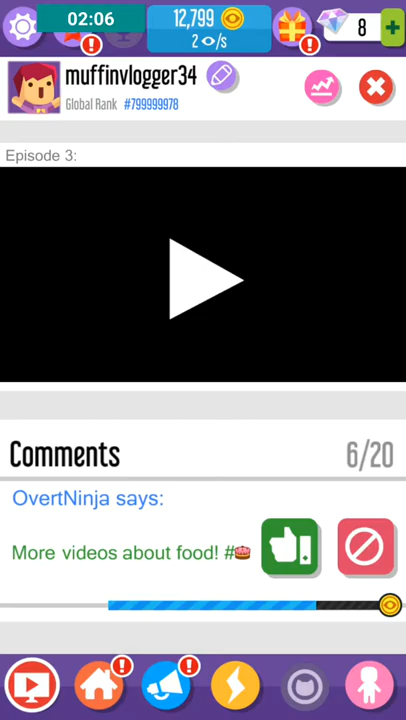 02:06
12,799
2 /s
8
muffinvlogger34
Global Rank #799999978
Episode 3:
Comments 6/20
OvertNinja says:
More videos about food! #🍰